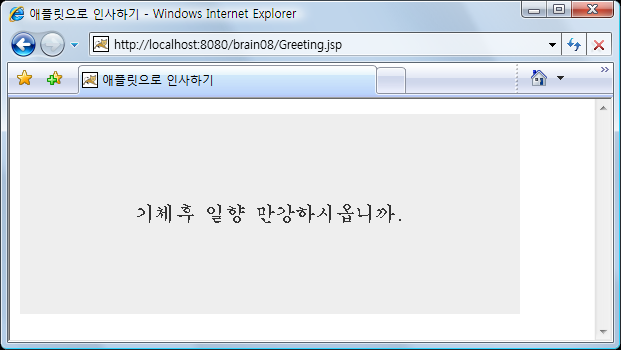 애플릿으로 인사하기 - Windows Internet Explorer
http://localhost:8080/brain08/Greeting.jsp
애플릿으로 인사하기
기체후 일향 만강하시옵니까.